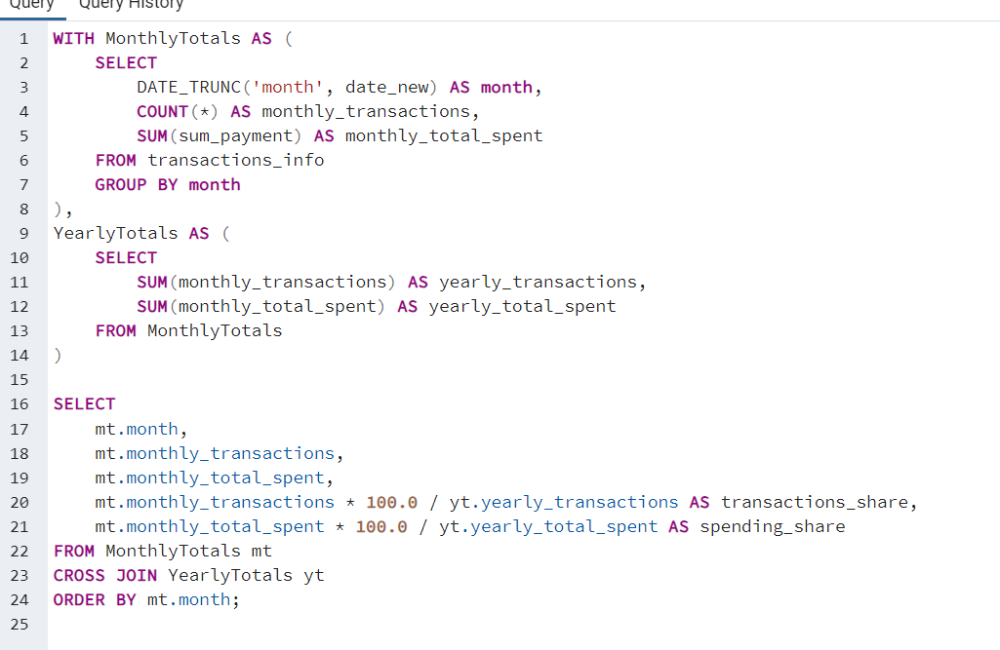 Query Query History
1 WITH MonthlyTotals AS (
2     SELECT
3         DATE_TRUNC('month', date_new) AS month,
4         COUNT(*) AS monthly_transactions,
5         SUM(sum_payment) AS monthly_total_spent
6     FROM transactions_info
7     GROUP BY month
8 ),
9 YearlyTotals AS (
10     SELECT
11         SUM(monthly_transactions) AS yearly_transactions,
12         SUM(monthly_total_spent) AS yearly_total_spent
13     FROM MonthlyTotals
14 )
15
16 SELECT
17     mt.month,
18     mt.monthly_transactions,
19     mt.monthly_total_spent,
20     mt.monthly_transactions * 100.0 / yt.yearly_transactions AS transactions_share,
21     mt.monthly_total_spent * 100.0 / yt.yearly_total_spent AS spending_share
22 FROM MonthlyTotals mt
23 CROSS JOIN YearlyTotals yt
24 ORDER BY mt.month;
25